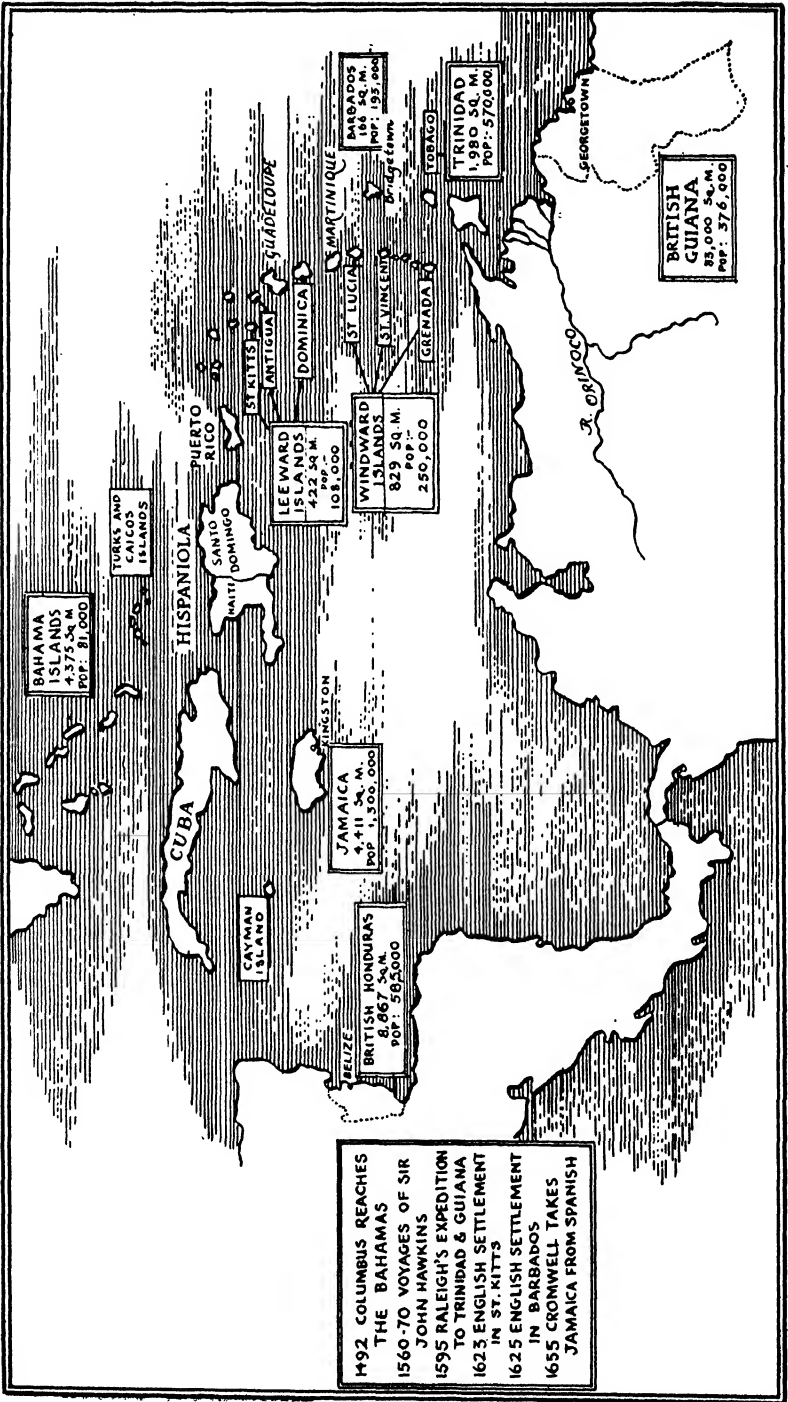 BAHAMA
ISLANDS
4,375 Sq M
POP: 81,000
TURKS AND
CAICOS
ISLANDS
HISPANIOLA
HAITI
SANTO
DOMINGO
PUERTO
RICO
CUBA
CAYMAN
ISLAND
KINGSTON
JAMAICA
4,411 Sq. M.
POP 1,300,000
BELIZE
BRITISH HONDURAS
8,867 Sq.M.
POP: 585,000
ST KITTS
ANTIGUA
GUADELOUPE
DOMINICA
LEEWARD
ISLANDS
422 SQ M.
POP:-
108,000
MARTINIQUE
ST LUCIA
ST. VINCENT
GRENADA
WINDWARD
ISLANDS
829 SQ. M.
POP:-
250,000
BARBADOS
166 SQ. M.
POP: 193,000
Bridgetown
TOBAGO
TRINIDAD
1,980 SQ. M.
POP: 570,000
GEORGETOWN
BRITISH
GUIANA
83,000 SQ. M.
POP: 376,000
R. ORINOCO
1492 COLUMBUS REACHES
THE BAHAMAS
1560-70 VOYAGES OF SIR
JOHN HAWKINS
1595 RALEIGH'S EXPEDITION
TO TRINIDAD & GUIANA
1623 ENGLISH SETTLEMENT
IN ST. KITTS
1625 ENGLISH SETTLEMENT
IN BARBADOS
1655 CROMWELL TAKES
JAMAICA FROM SPANISH